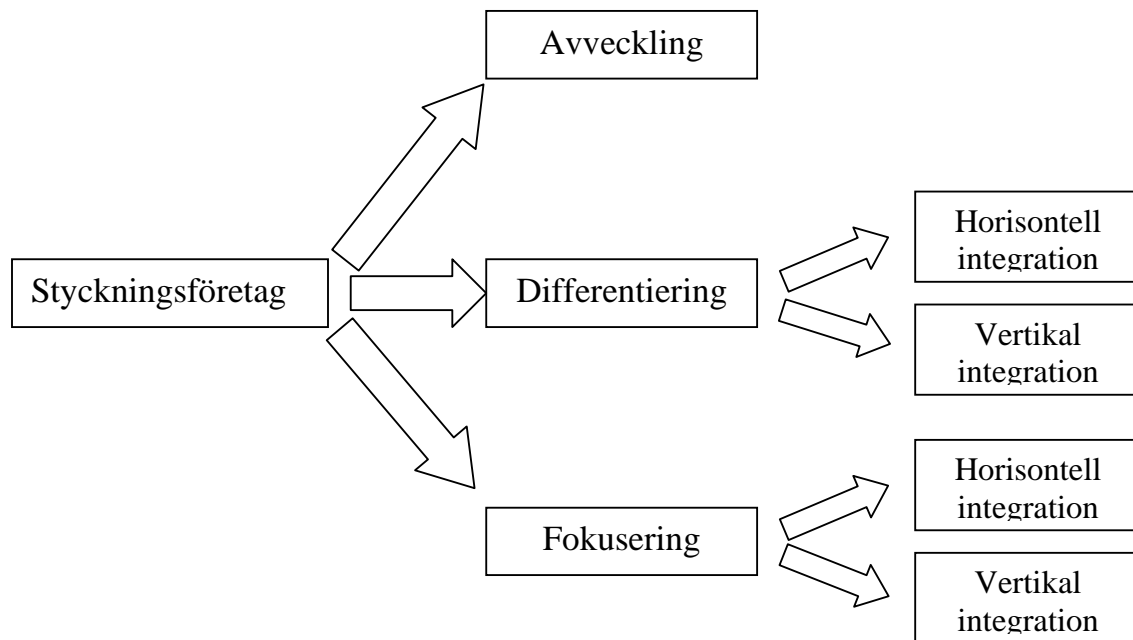 Avveckling
Styckningsföretag
Differentiering
Horisontell
integration
Vertikal
integration
Fokusering
Horisontell
integration
Vertikal
integration